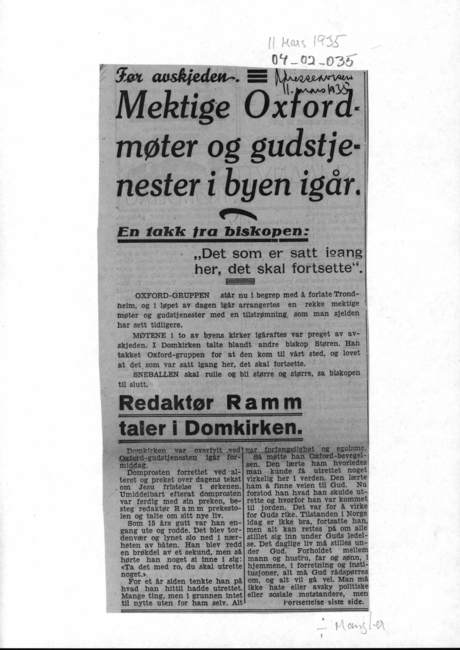 11 Mars 1935
04-02-035
Før avskjeden.
Adresseavisen
11. mars 1935
Mektige Oxford-
møter og gudstje-
nester i byen igår.
En takk fra biskopen:
„Det som er satt igang
her, det skal fortsette".
OXFORD-GRUPPEN står nu i begrep med å forlate Trond-
heim, og i løpet av dagen igår arrangertes en rekke mektige
møter og gudstjenester med en tilstrømning, som man sjelden
har sett tidligere.
MØTENE i to av byens kirker igåraftes var preget av av-
skjeden. I Domkirken talte blandt andre biskop Støren. Han
takket Oxford-gruppen for at den kom til vårt sted, og lovet
at det som var satt igang her, det skal fortsette.
SNEBALLEN skal rulle og bli større og større, sa biskopen
til slutt.
Redaktør Ramm
taler i Domkirken.
Domkirken var overfylt ved
Oxford-gudstjenesten igår for-
middag.
Domprosten forrettet ved al-
teret og preket over dagens tekst
om Jesu fristelse i ørkenen.
Umiddelbart efterat domprosten
var ferdig med sin preken, be-
steg redaktør Ramm prekesto-
len og talte om sitt nye liv.
Som 15 års gutt var han en-
gang ute og rodde. Det blev tor-
denvær og lynet slo ned i nær-
heten av båten. Han blev redd
en brøkdel av et sekund, men så
hørte han noget si inne i sig:
«Ta det med ro, du skal utrette
noget.»
For et år siden tenkte han på
hvad han hittil hadde utrettet.
Mange ting, men i grunnen intet
til nytte uten for ham selv. Alt
var forfengelighet og egoisme.
Så møtte han Oxford-bevegel-
sen. Den lærte ham hvorledes
man kunde få utrettet noget
virkelig her i verden. Den lærte
ham å finne veien til Gud. Nu
forstod han hvad han skulde ut-
rette og hvorfor han var kommet
til jorden. Det var for å virke
for Guds rike. Tilstanden i Norge
idag er ikke bra, fortsatte han,
men alt kan rettes på om alle
stillet sig inn under Guds ledel-
se. Det daglige liv må stilles un-
der Gud. Forholdet mellem
mann og hustru, far og sønn, i
hjemmene, i forretning og insti-
tusjoner, alt må Gud rådspørres
om, og alt vil gå vel. Man må
ikke hate eller avsky politiske
eller sosiale motstandere, men
Fortsettelse siste side.
÷ Mangler